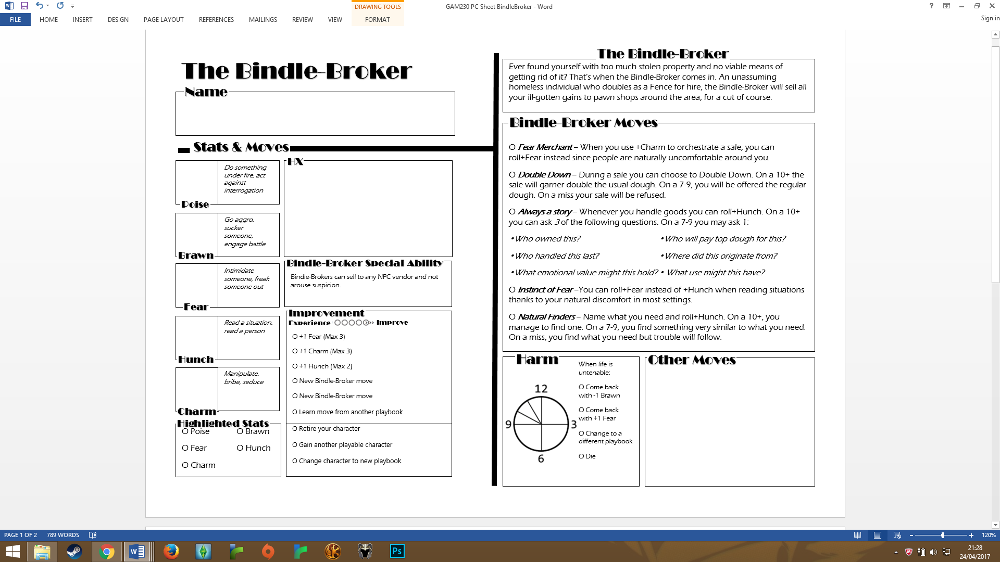 DRAWING TOOLS
GAM230 PC Sheet BindleBroker - Word
?
FILE HOME INSERT DESIGN PAGE LAYOUT REFERENCES MAILINGS REVIEW VIEW FORMAT
Sign in
The Bindle-Broker
Name
Stats & Moves
Do something
under fire, act
against
interrogation
Poise
Go aggro,
sucker
someone,
engage battle
Brawn
Intimidate
someone, freak
someone out
Fear
Read a situation,
read a person
Hunch
Manipulate,
bribe, seduce
Charm
Highlighted Stats
O Poise O Brawn
O Fear O Hunch
O Charm
HX
Bindle-Broker Special Ability
Bindle-Brokers can sell to any NPC vendor and not
arouse suspicion.
Improvement
Experience Improve
O +1 Fear (Max 3)
O +1 Charm (Max 3)
O +1 Hunch (Max 2)
O New Bindle-Broker move
O New Bindle-Broker move
O Learn move from another playbook
O Retire your character
O Gain another playable character
O Change character to new playbook
The Bindle-Broker
Ever found yourself with too much stolen property and no viable means of
getting rid of it? That's when the Bindle-Broker comes in. An unassuming
homeless individual who doubles as a Fence for hire, the Bindle-Broker will sell all
your ill-gotten gains to pawn shops around the area, for a cut of course.
Bindle-Broker Moves
O Fear Merchant – When you use +Charm to orchestrate a sale, you can
roll+Fear instead since people are naturally uncomfortable around you.
O Double Down – During a sale you can choose to Double Down. On a 10+ the
sale will garner double the usual dough. On a 7-9, you will be offered the regular
dough. On a miss your sale will be refused.
O Always a story – Whenever you handle goods you can roll+Hunch. On a 10+
you can ask 3 of the following questions. On a 7-9 you may ask 1:
•Who owned this? •Who will pay top dough for this?
•Who handled this last? •Where did this originate from?
•What emotional value might this hold? • What use might this have?
O Instinct of Fear –You can roll+Fear instead of +Hunch when reading situations
thanks to your natural discomfort in most settings.
O Natural Finders – Name what you need and roll+Hunch. On a 10+, you
manage to find one. On a 7-9, you find something very similar to what you need.
On a miss, you find what you need but trouble will follow.
Harm
12
3
6
9
When life is
untenable:
O Come back
with -1 Brawn
O Come back
with +1 Fear
O Change to a
different playbook
O Die
Other Moves
PAGE 1 OF 2 789 WORDS
120%
Ps
21:28
24/04/2017